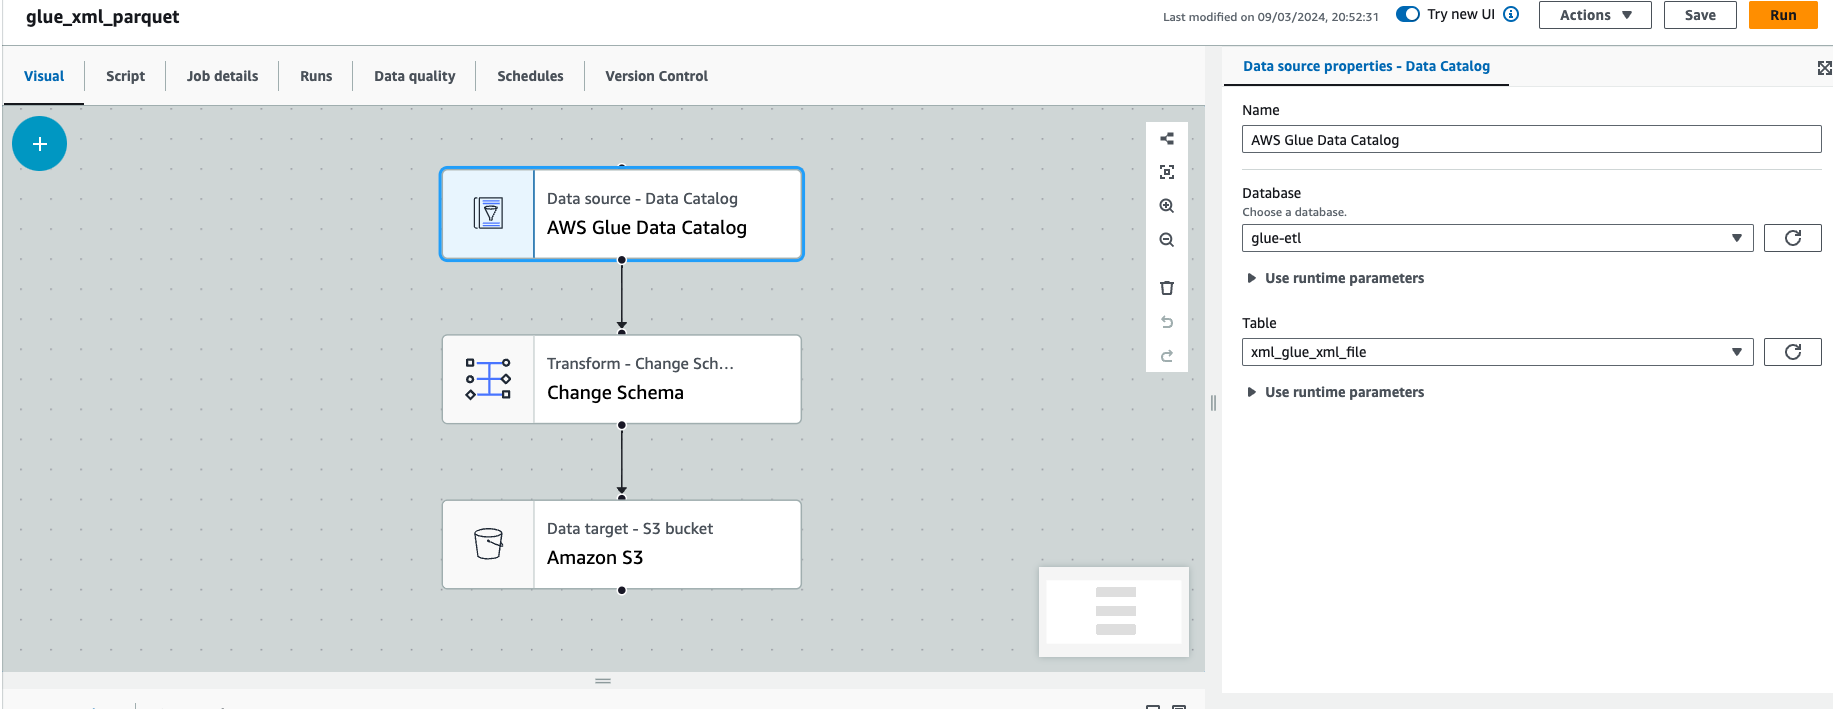 glue_xml_parquet
Last modified on 09/03/2024, 20:52:31
Try new UI
Actions
Save
Run
Visual
Script
Job details
Runs
Data quality
Schedules
Version Control
Data source - Data Catalog
AWS Glue Data Catalog
Transform - Change Sch...
Change Schema
Data target - S3 bucket
Amazon S3
Data source properties - Data Catalog
Name
AWS Glue Data Catalog
Database
Choose a database.
glue-etl
Use runtime parameters
Table
xml_glue_xml_file
Use runtime parameters